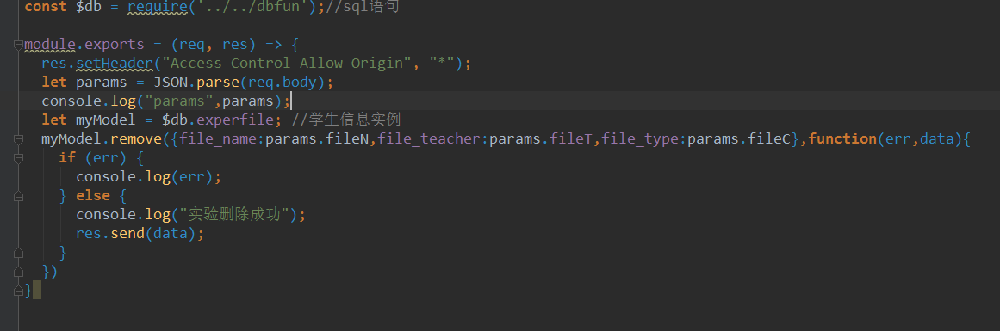 const $db = require('../../dbfun');//sql语句
module.exports = (req, res) => {
res.setHeader("Access-Control-Allow-Origin", "*");
let params = JSON.parse(req.body);
console.log("params",params);
let myModel = $db.experfile; //学生信息实例
myModel.remove({file_name:params.fileN,file_teacher:params.fileT,file_type:params.fileC},function(err,data){
if (err) {
console.log(err);
} else {
console.log("实验删除成功");
res.send(data);
}
})
}